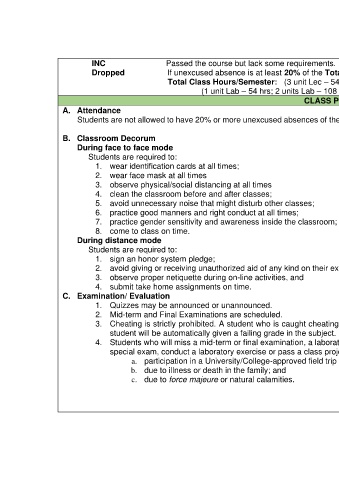 INC Passed the course but lack some requirements.
Dropped If unexcused absence is at least 20% of the Tota
Total Class Hours/Semester: (3 unit Lec – 54
(1 unit Lab – 54 hrs; 2 units Lab – 108
CLASS P
A. Attendance
Students are not allowed to have 20% or more unexcused absences of the
B. Classroom Decorum
During face to face mode
Students are required to:
1. wear identification cards at all times;
2. wear face mask at all times
3. observe physical/social distancing at all times
4. clean the classroom before and after classes;
5. avoid unnecessary noise that might disturb other classes;
6. practice good manners and right conduct at all times;
7. practice gender sensitivity and awareness inside the classroom;
8. come to class on time.
During distance mode
Students are required to:
1. sign an honor system pledge;
2. avoid giving or receiving unauthorized aid of any kind on their ex
3. observe proper netiquette during on-line activities, and
4. submit take home assignments on time.
C. Examination/ Evaluation
1. Quizzes may be announced or unannounced.
2. Mid-term and Final Examinations are scheduled.
3. Cheating is strictly prohibited. A student who is caught cheating
student will be automatically given a failing grade in the subject.
4. Students who will miss a mid-term or final examination, a laborat
special exam, conduct a laboratory exercise or pass a class proj
a. participation in a University/College-approved field trip
b. due to illness or death in the family; and
c. due to force majeure or natural calamities.